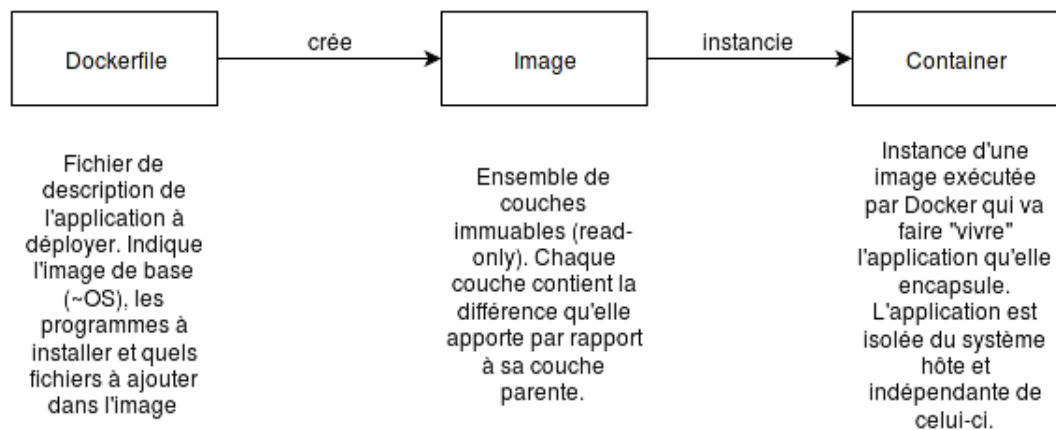 Dockerfile
crée
Image
instancie
Container
Fichier de
description de
l'application à
déployer. Indique
l'image de base
(~OS), les
programmes à
installer et quels
fichiers à ajouter
dans l'image
Ensemble de
couches
immuables (read-
only). Chaque
couche contient la
différence qu'elle
apporte par rapport
à sa couche
parente.
Instance d'une
image exécutée
par Docker qui va
faire "vivre"
l'application qu'elle
encapsule.
L'application est
isolée du système
hôte et
indépendante de
celui-ci.